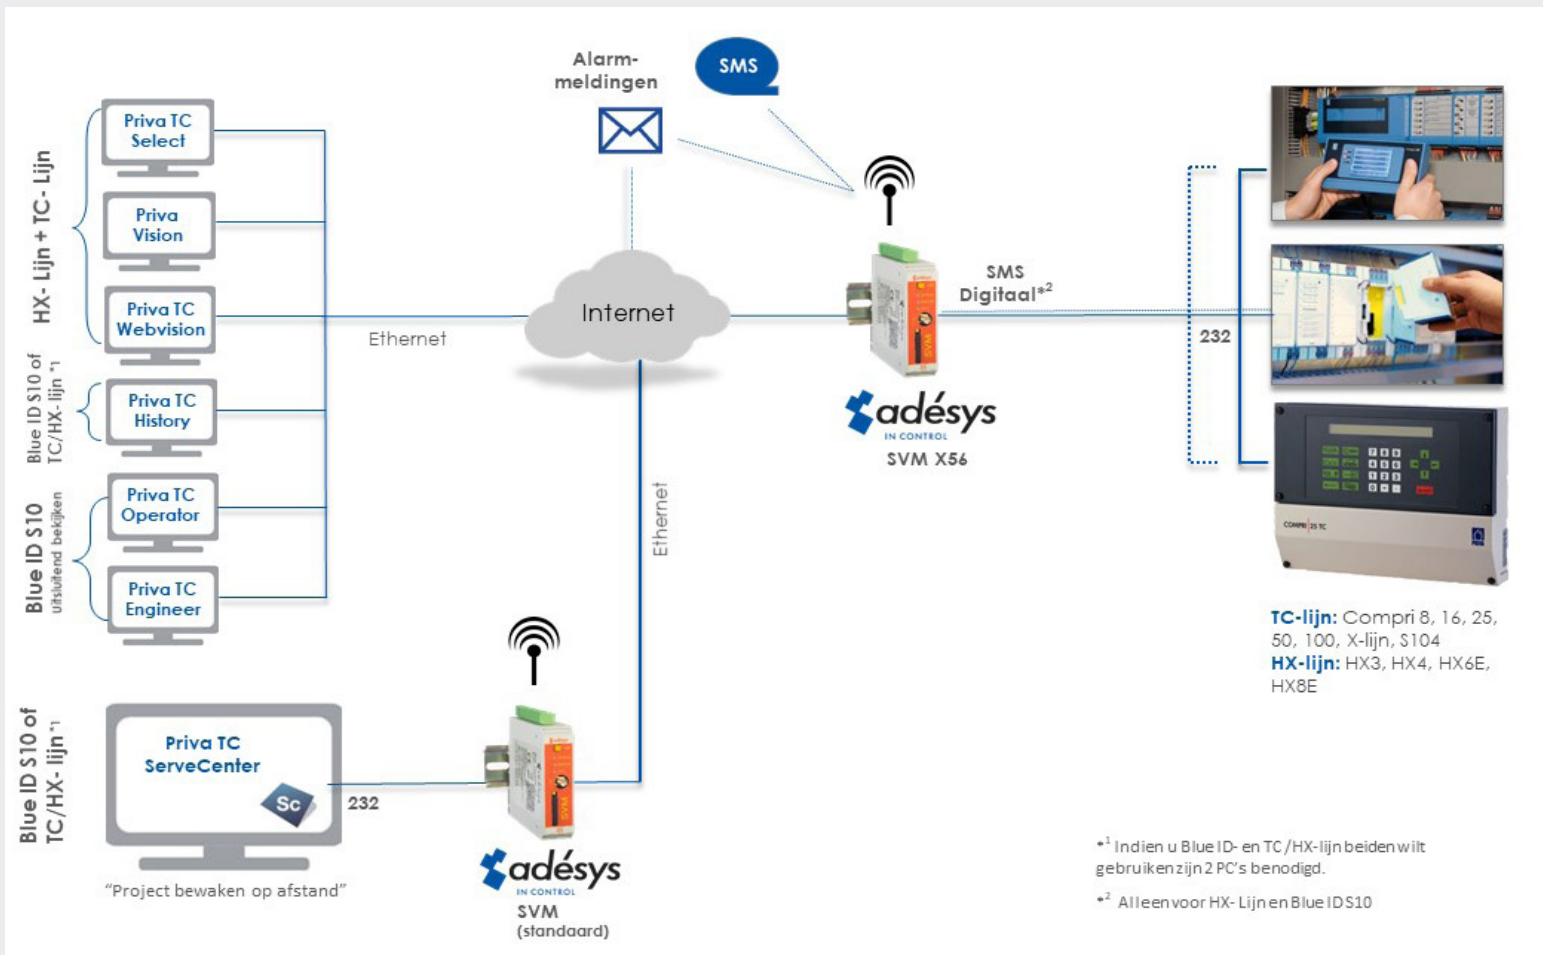 Alarm-
meldingen
SMS
HX- Lijn + TC- Lijn
Priva TC
Select
Priva
Vision
Priva TC
Webvision
Blue ID S10 of
TC/HX- lijn *1
Priva TC
History
Blue ID S10
uitsluitend bekijken
Priva TC
Operator
Priva TC
Engineer
Ethernet
Internet
Ethernet
SVM
adésys
IN CONTROL
SVM X56
SMS
Digitaal*2
232
COMPRI 25 TC
TC-lijn: Compri 8, 16, 25,
50, 100, X-lijn, S104
HX-lijn: HX3, HX4, HX6E,
HX8E
Blue ID S10 of
TC/HX- lijn *1
Priva TC
ServeCenter
Sc
232
"Project bewaken op afstand"
SVM
adésys
IN CONTROL
SVM
(standaard)
*1 Indien u Blue ID- en TC/HX-lijn beiden wilt
gebruiken zijn 2 PC's benodigd.
*2 Alleen voor HX- Lijn en Blue ID S10